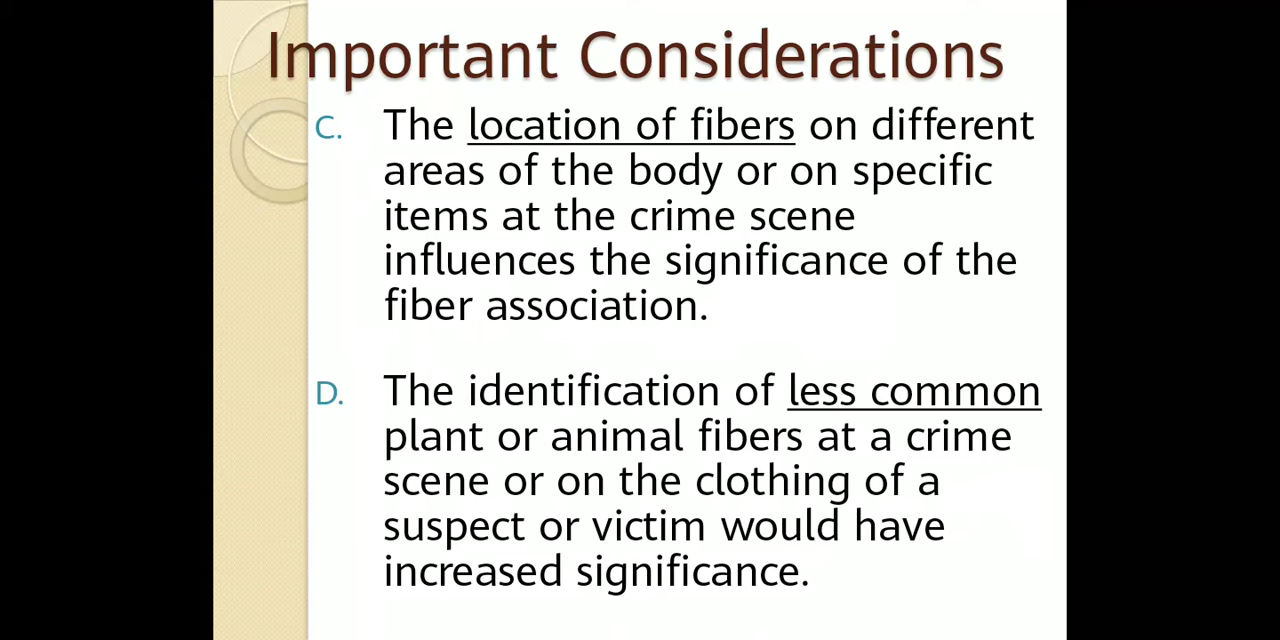 Important Considerations
C. The location of fibers on different
areas of the body or on specific
items at the crime scene
influences the significance of the
fiber association.
D. The identification of less common
plant or animal fibers at a crime
scene or on the clothing of a
suspect or victim would have
increased significance.